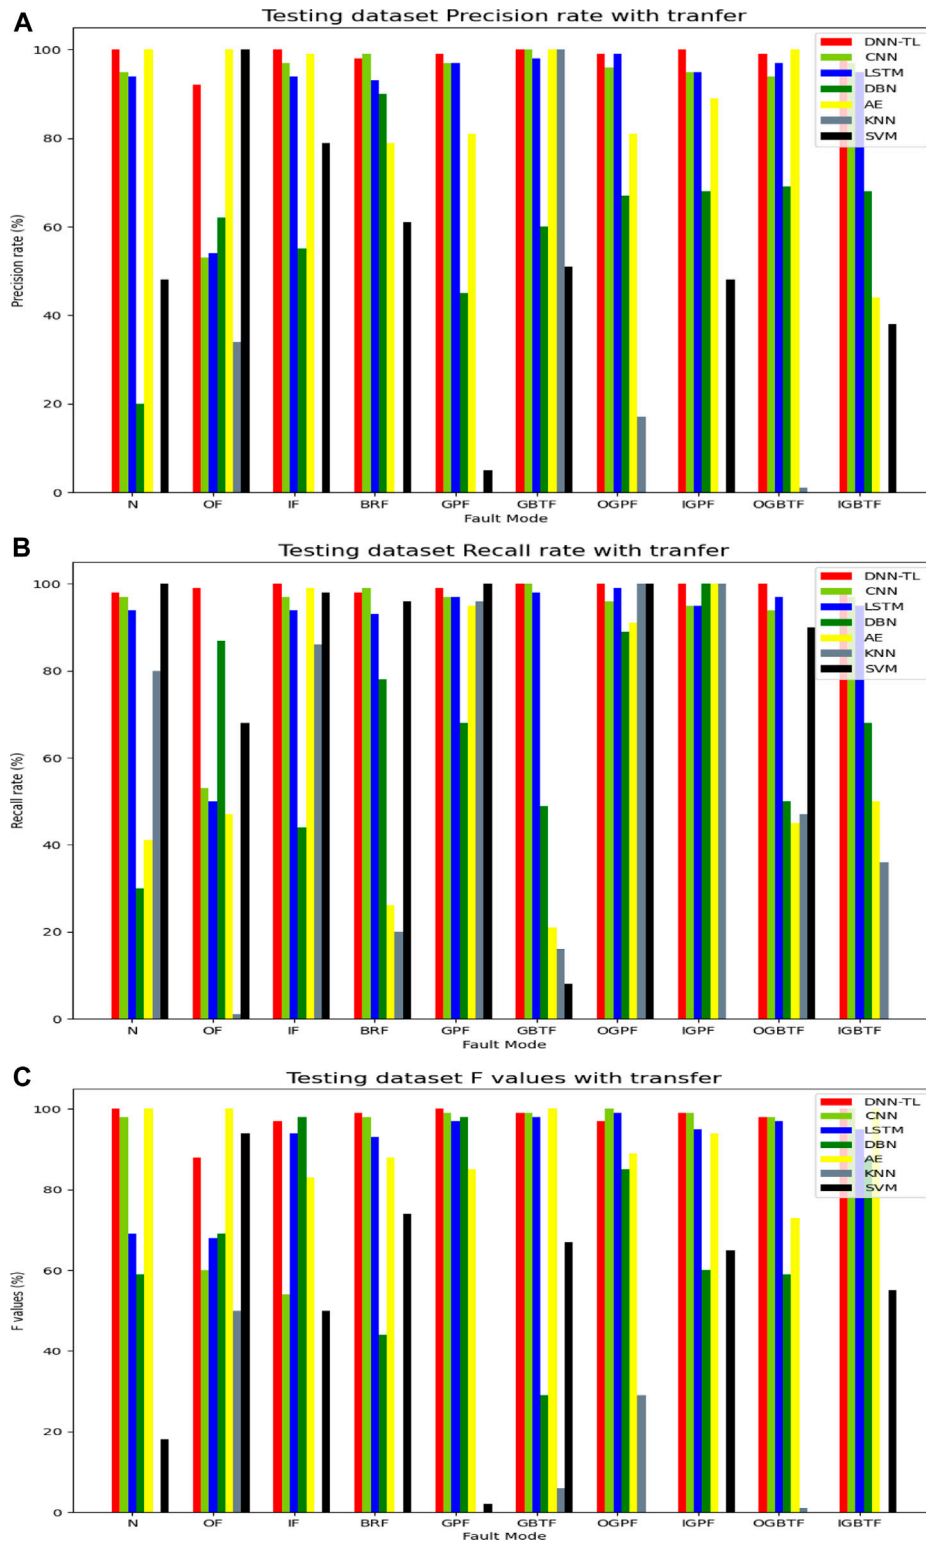 A
Testing dataset Precision rate with tranfer
DNN-TL
CNN
LSTM
DBN
AE
KNN
SVM
100
80
60
40
20
0
Precision rate (%)
N OF IF BRF GPF GBTF OGPF IGPF OGBTF IGBTF
Fault Mode
B
Testing dataset Recall rate with tranfer
DNN-TL
CNN
LSTM
DBN
AE
KNN
SVM
100
80
60
40
20
0
Recall rate (%)
N OF IF BRF GPF GBTF OGPF IGPF OGBTF IGBTF
Fault Mode
C
Testing dataset F values with transfer
DNN-TL
CNN
LSTM
DBN
AE
KNN
SVM
100
80
60
40
20
0
F values (%)
N OF IF BRF GPF GBTF OGPF IGPF OGBTF IGBTF
Fault Mode